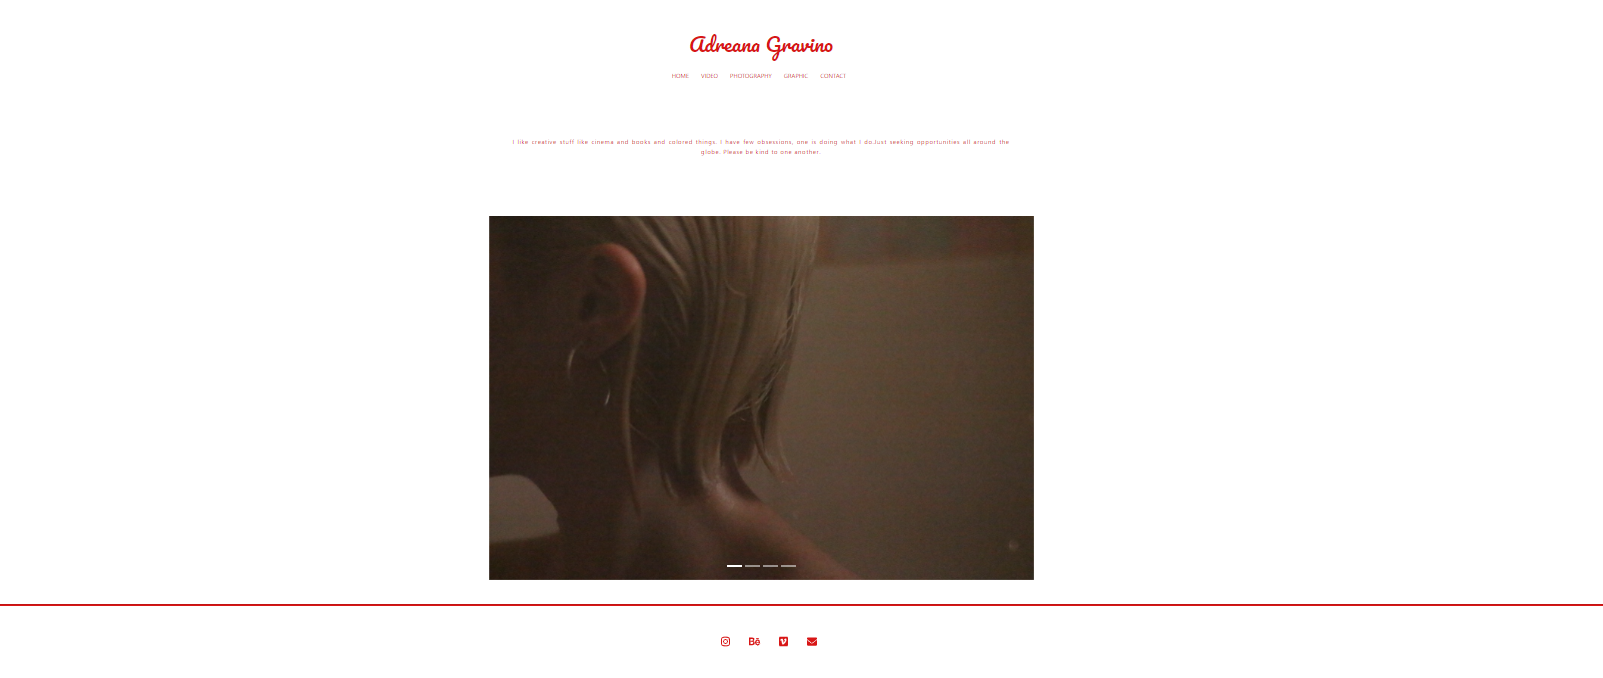 Adreana Gravino
HOME VIDEO PHOTOGRAPHY GRAPHIC CONTACT
I like creative stuff like cinema and books and colored things. I have few obsessions, one is doing what I do.Just seeking opportunities all around the
globe. Please be kind to one another.
Bē